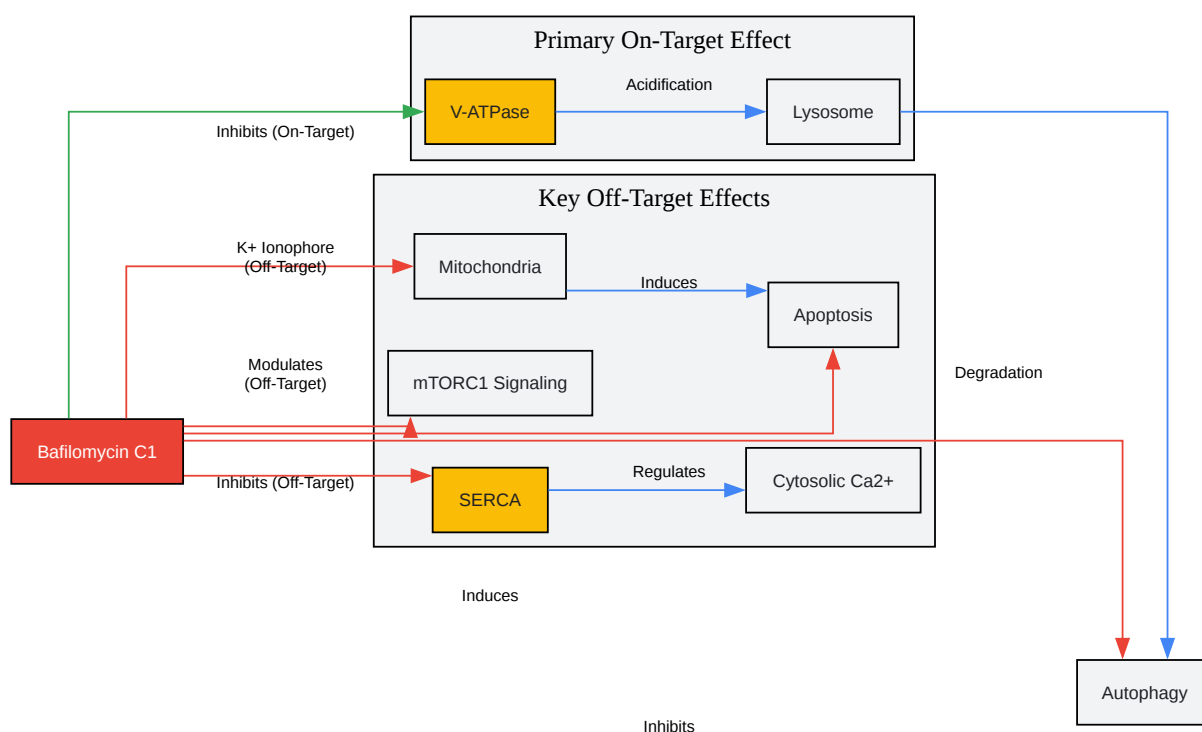 Primary On-Target Effect
Acidification
V-ATPase
Lysosome
Inhibits (On-Target)
Key Off-Target Effects
K+ Ionophore
(Off-Target)
Mitochondria
Induces
Apoptosis
Modulates
(Off-Target)
mTORC1 Signaling
Degradation
Bafilomycin C1
Inhibits (Off-Target)
SERCA
Regulates
Cytosolic Ca2+
Induces
Autophagy
Inhibits